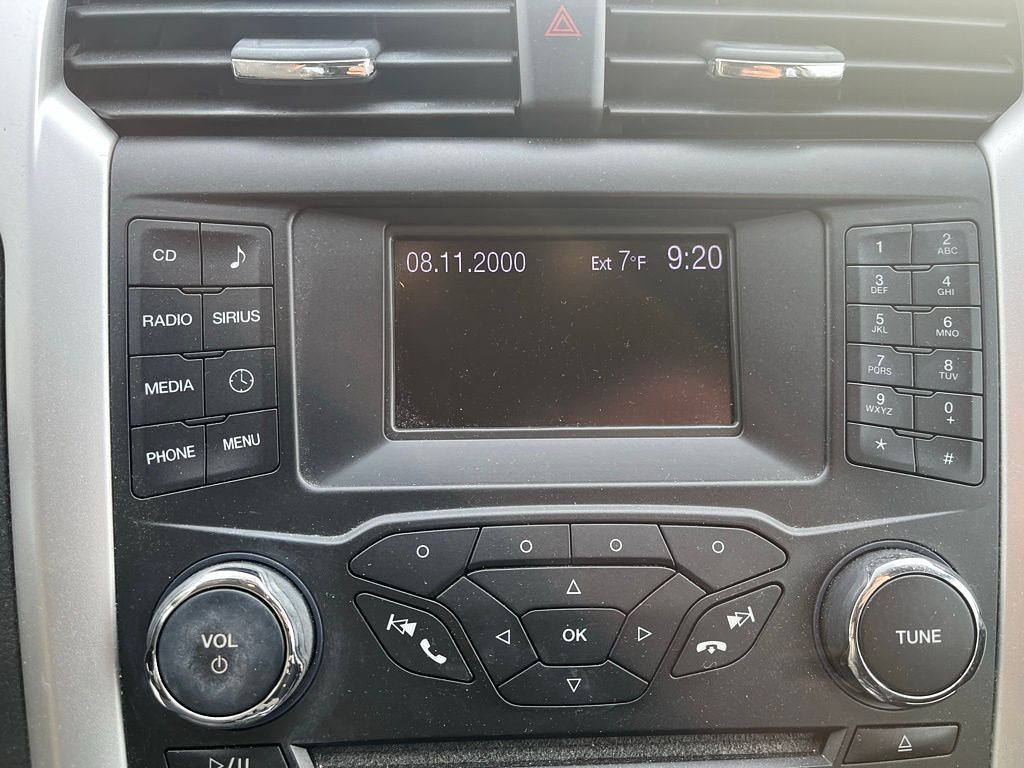 08.11.2000 Ext 7°F 9:20
CD
RADIO SIRIUS
MEDIA
PHONE MENU
1 2 ABC
3 DEF 4 GHI
5 JKL 6 MNO
7 PQRS 8 TUV
9 WXYZ 0 +
* #
OK
VOL
TUNE